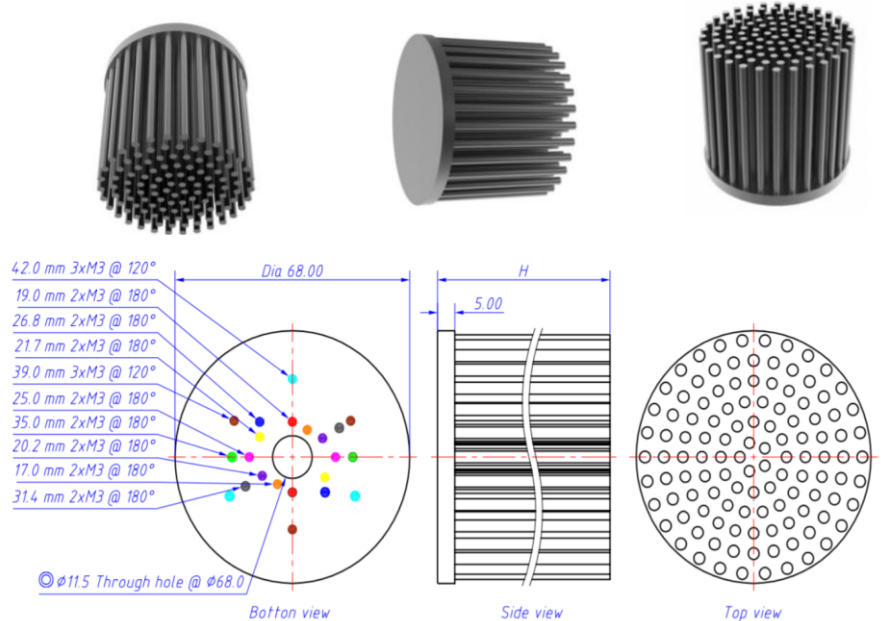 42.0 mm 3xM3 @ 120°
19.0 mm 2xM3 @ 180°
26.8 mm 2xM3 @ 180°
21.7 mm 2xM3 @ 180°
39.0 mm 3xM3 @ 120°
25.0 mm 2xM3 @ 180°
35.0 mm 2xM3 @ 180°
20.2 mm 2xM3 @ 180°
17.0 mm 2xM3 @ 180°
31.4 mm 2xM3 @ 180°
Dia 68.00
H
5.00
ø11.5 Through hole @ ø68.0
Botton view
Side view
Top view